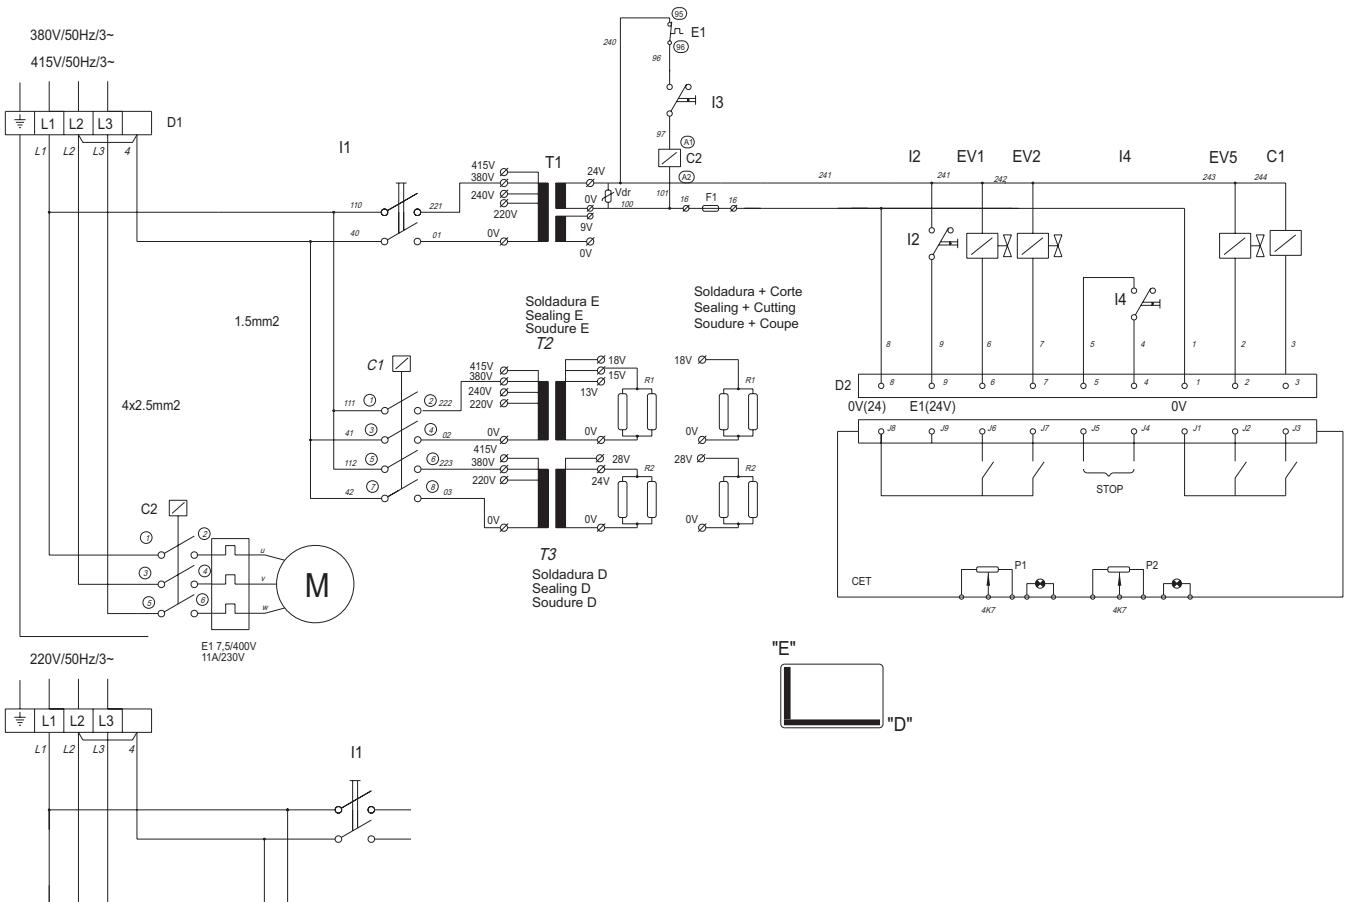 380V/50Hz/3~
415V/50Hz/3~
L1 L2 L3
D1
L1 L2 L3 4
I1
110 221
40 01
1.5mm2
4x2.5mm2
T1
415V
380V
240V
220V
0V
24V
0V
9V
0V
Vdr
240
95
E1
96
96
I3
97
A1
C2
A2
101
100
16 F1 16
241
I2 EV1 EV2 I4 EV5 C1
241 242 243 244
I2
I4
8 9 6 7 5 4 1 2 3
D2
8 9 6 7 5 4 1 2 3
0V(24) E1(24V) 0V
J8 J9 J6 J7 J5 J4 J1 J2 J3
STOP
CET
P1
4K7
P2
4K7
Soldadura E
Sealing E
Soudure E
T2
Soldadura + Corte
Sealing + Cutting
Soudure + Coupe
C1
111 1 2 222
41 3 4 02
112 5 6 223
42 7 8 03
415V
380V
240V
220V
0V
18V
15V
13V
0V
R1
18V
0V
R1
415V
380V
220V
0V
28V
24V
0V
R2
28V
0V
R2
T3
Soldadura D
Sealing D
Soudure D
C2
1 2
3 4
5 6
u
v
w
M
E1 7,5/400V
11A/230V
"E"
"D"
220V/50Hz/3~
L1 L2 L3
L1 L2 L3 4
I1